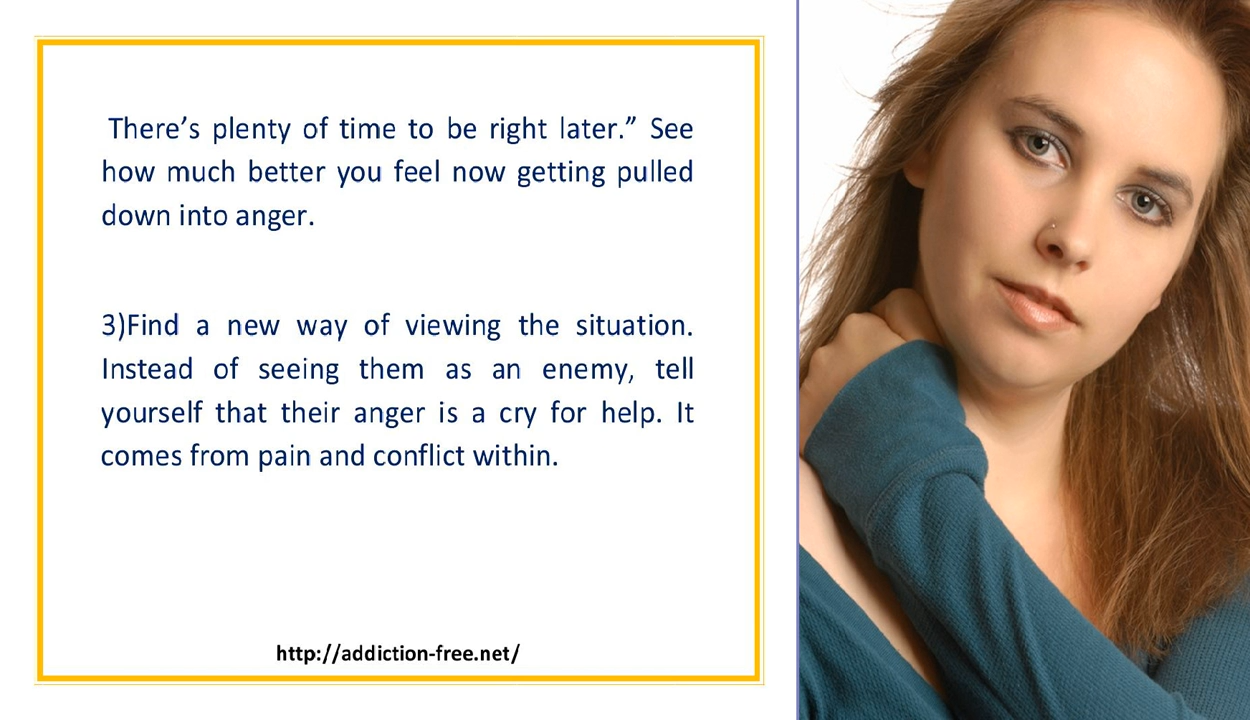 There’s plenty of time to be right later.” See
how much better you feel now getting pulled
down into anger.
3)Find a new way of viewing the situation.
Instead of seeing them as an enemy, tell
yourself that their anger is a cry for help. It
comes from pain and conflict within.
http://addiction-free.net/